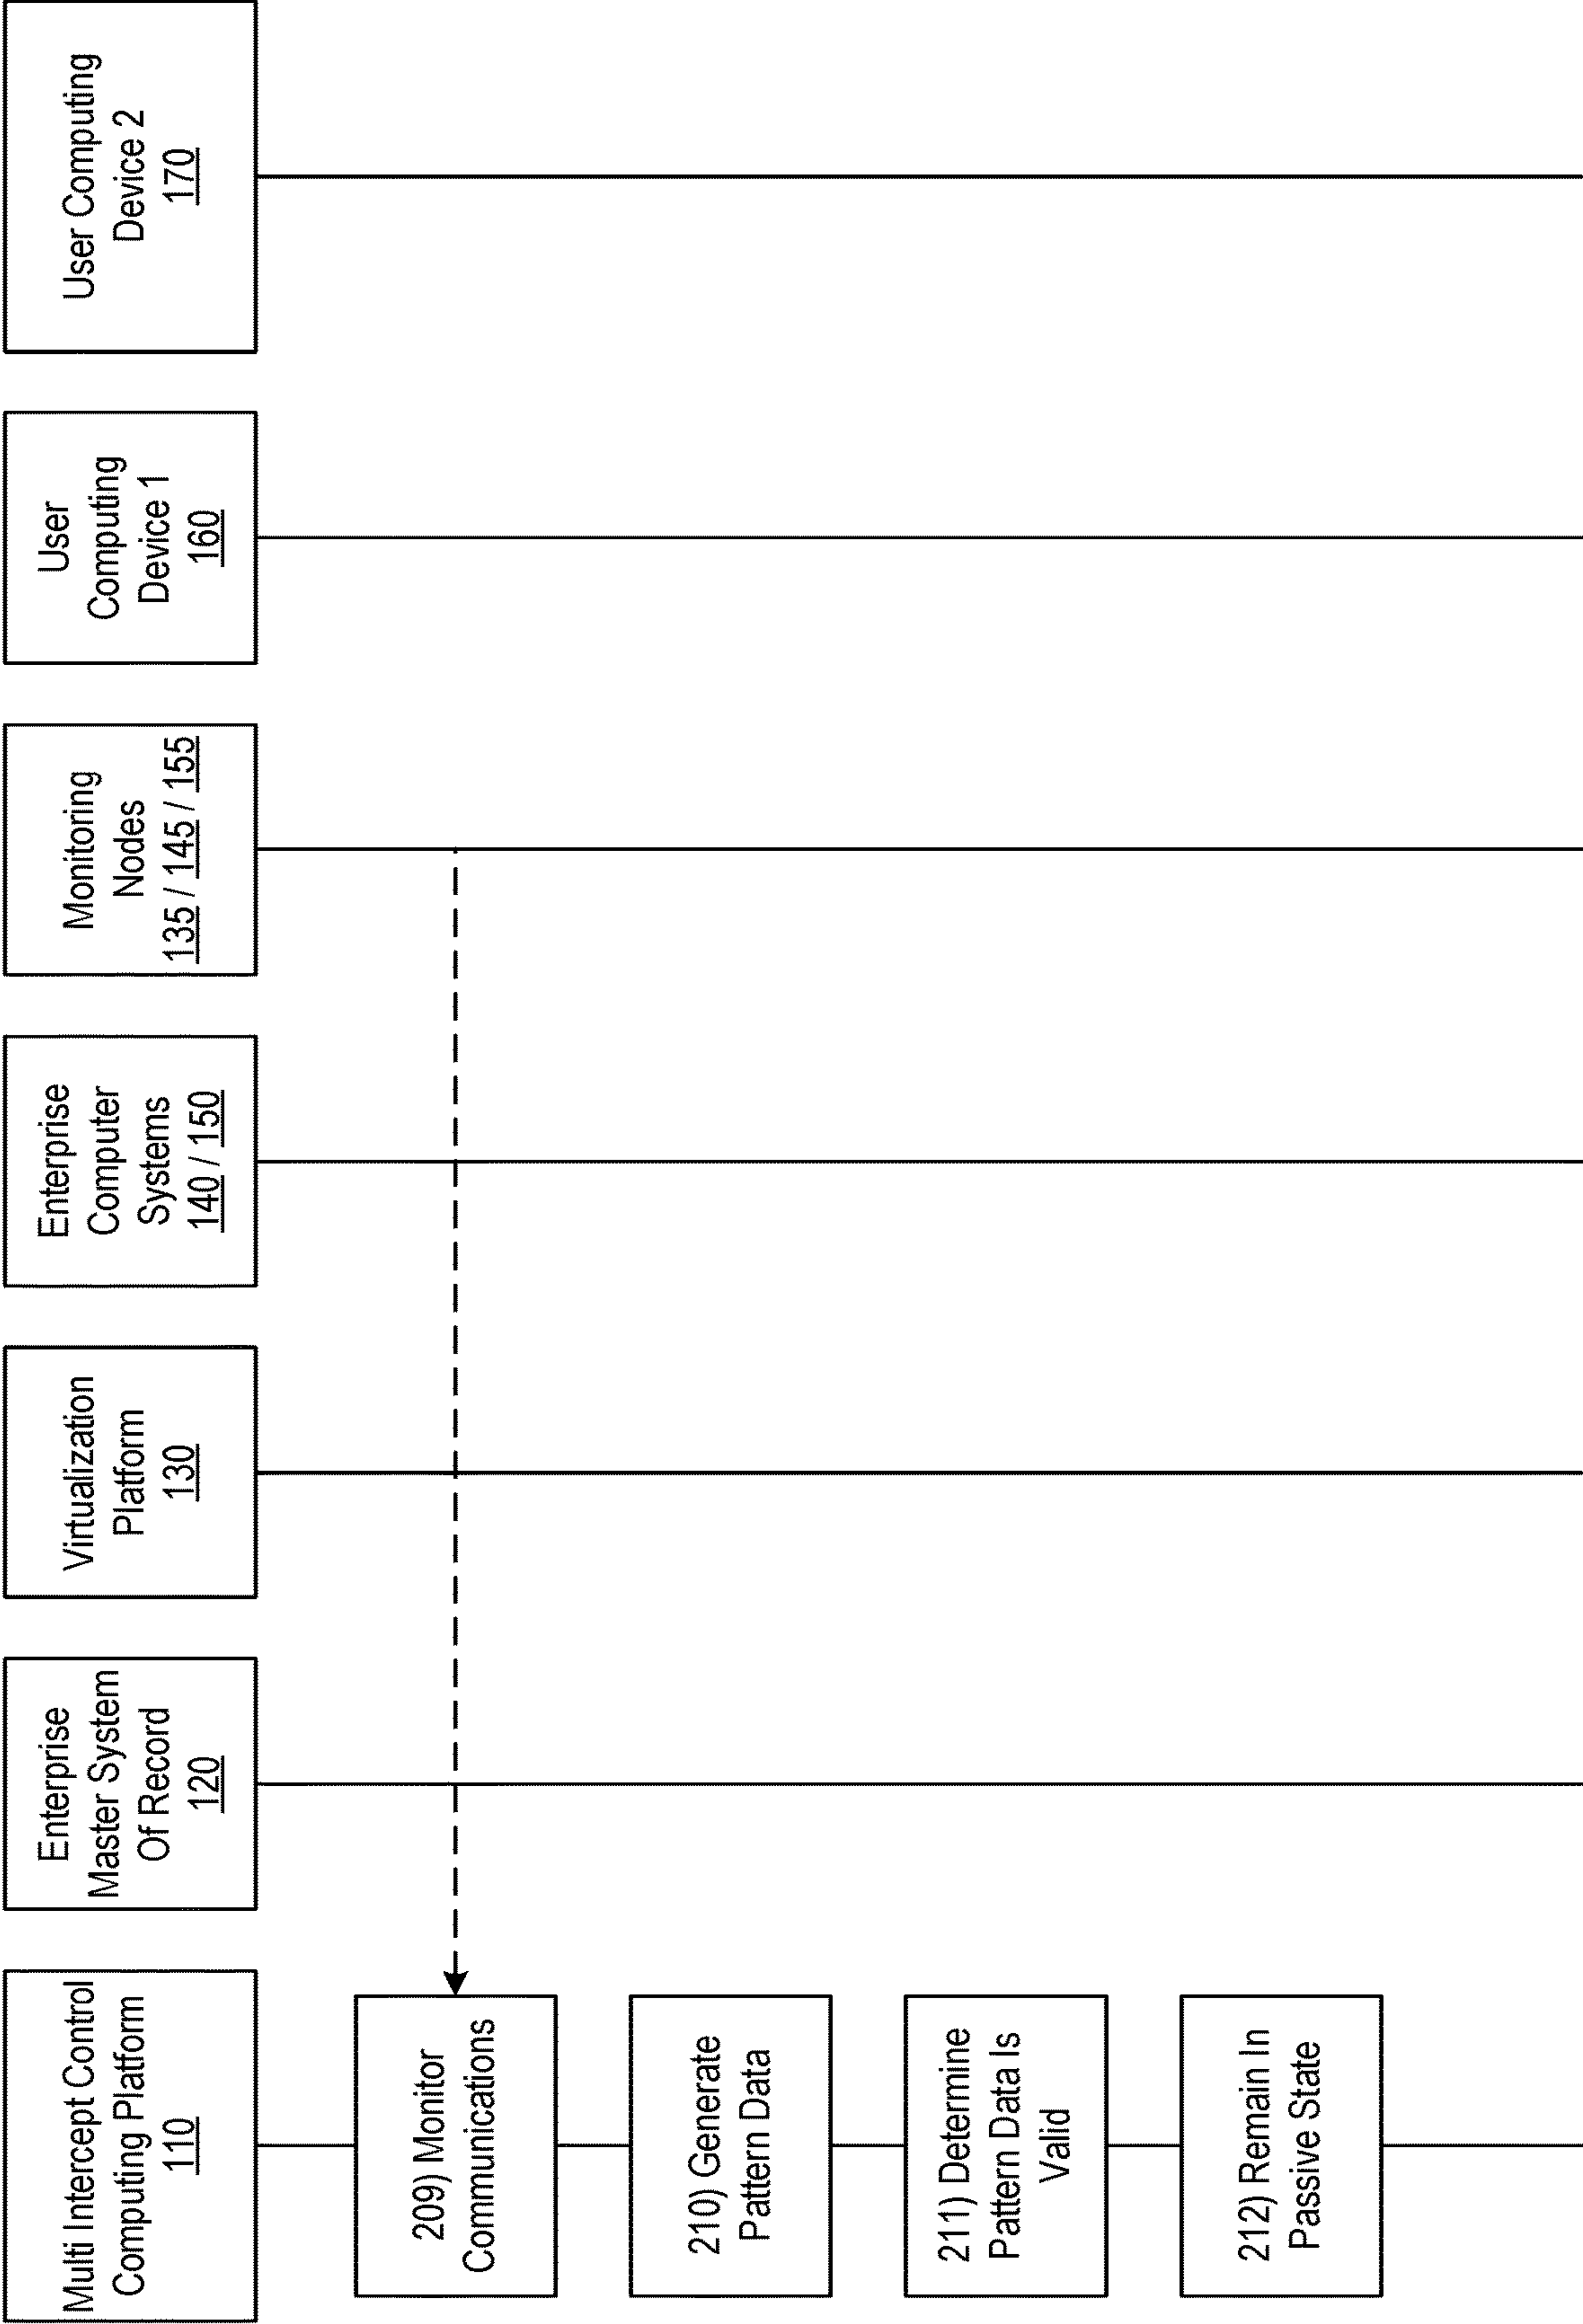 Multi Intercept Control
Computing Platform
110
Enterprise
Master System
Of Record
120
Virtualization
Platform
130
Enterprise
Computer
Systems
140 / 150
Monitoring
Nodes
135 / 145 / 155
User
Computing
Device 1
160
User Computing
Device 2
170
209) Monitor
Communications
210) Generate
Pattern Data
211) Determine
Pattern Data Is
Valid
212) Remain In
Passive State